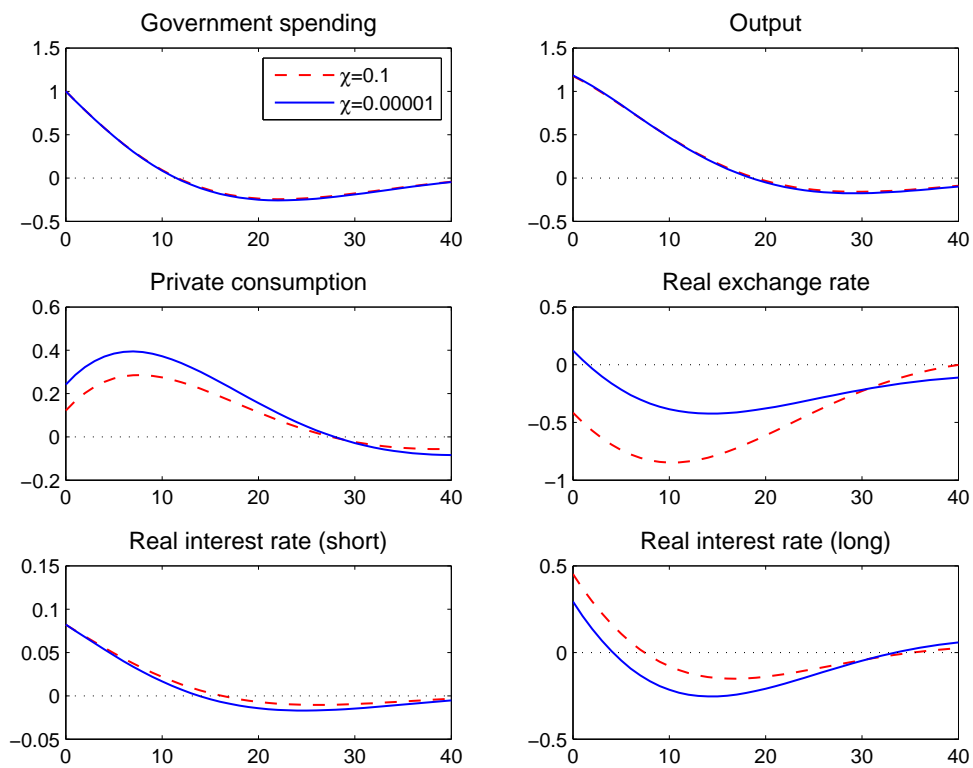 Government spending
1.5
1
0.5
0
−0.5
0 10 20 30 40
χ=0.1
χ=0.00001
Output
1.5
1
0.5
0
−0.5
0 10 20 30 40
Private consumption
0.6
0.4
0.2
0
−0.2
0 10 20 30 40
Real exchange rate
0.5
0
−0.5
−1
0 10 20 30 40
Real interest rate (short)
0.15
0.1
0.05
0
−0.05
0 10 20 30 40
Real interest rate (long)
0.5
0
−0.5
0 10 20 30 40